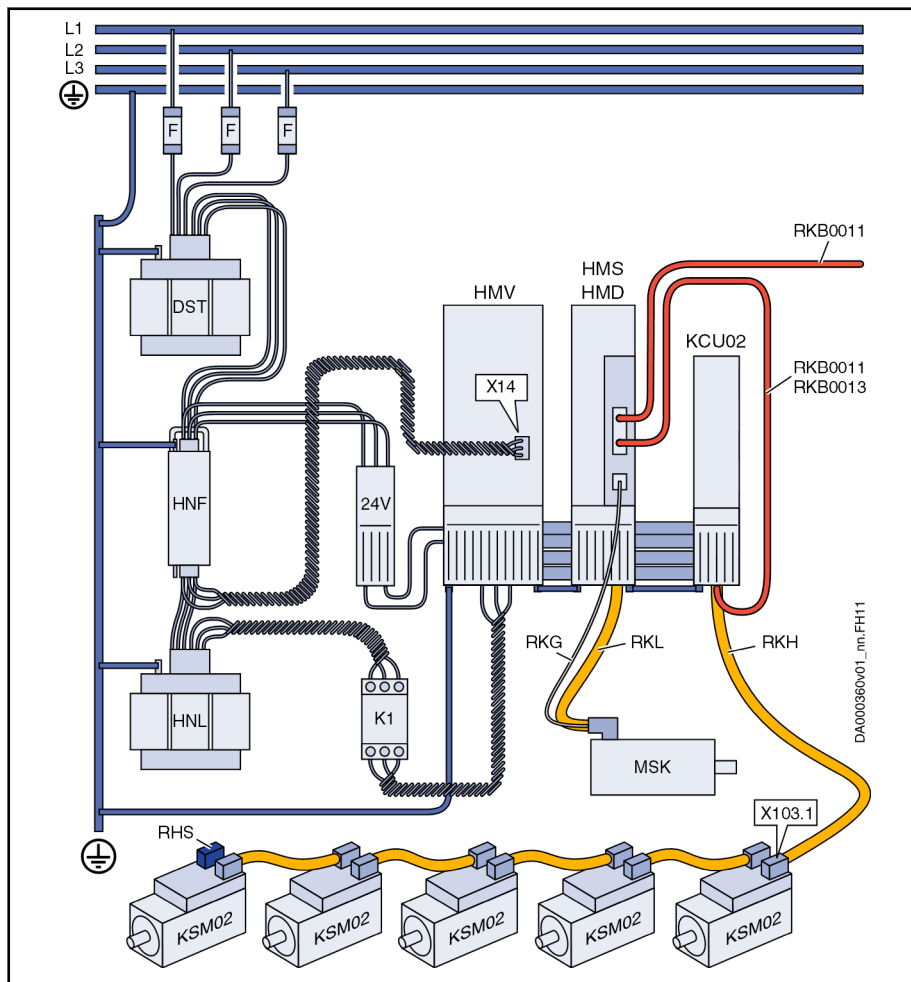 L1
L2
L3
F
F
F
RKB0011
DST
HMV
HMS
HMD
KCU02
RKB0011
RKB0013
X14
HNF
24V
RKG
RKL
RKH
HNL
K1
MSK
DA000360v01_nn.FH11
RHS
X103.1
KSM02
KSM02
KSM02
KSM02
KSM02